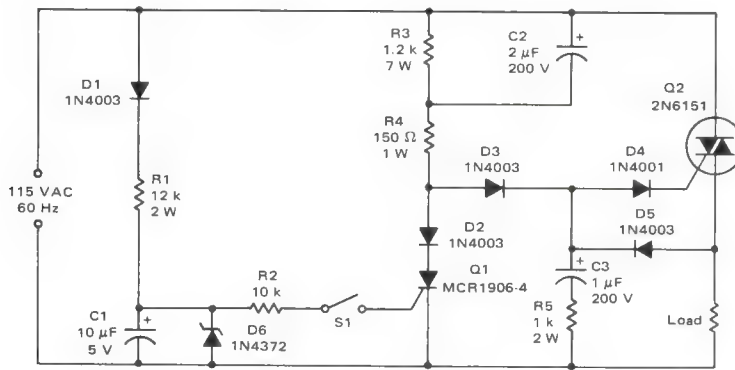 D1
1N4003
R1
12 k
2 W
115 VAC
60 Hz
C1
10 µF
5 V
+
D6
1N4372
R2
10 k
S1
R3
1.2 k
7 W
C2
2 µF
200 V
+
R4
150 Ω
1 W
D3
1N4003
D2
1N4003
Q1
MCR1906-4
D4
1N4001
Q2
2N6151
D5
1N4003
+
C3
1 µF
200 V
R5
1 k
2 W
Load